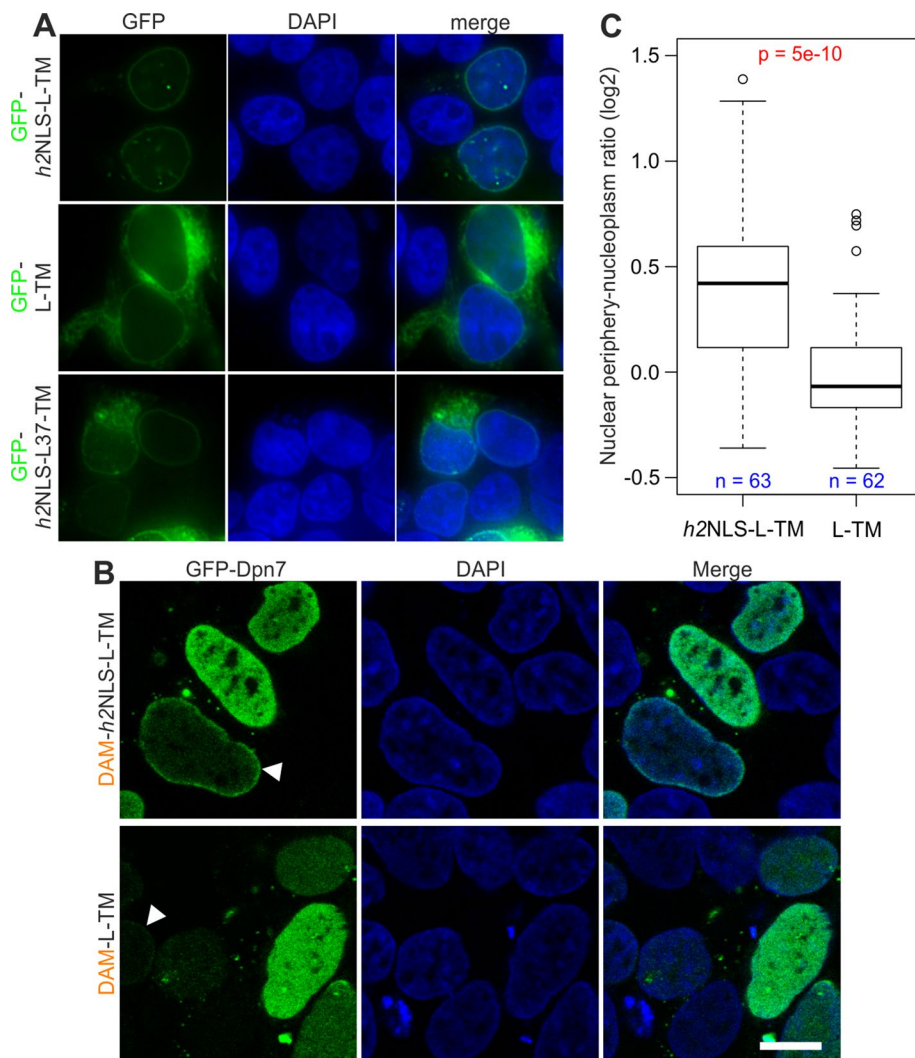 A
GFP
DAPI
merge
GFP-
h2NLS-L-TM
GFP-
L-TM
GFP-
h2NLS-L37-TM
C
Nuclear periphery-nucleoplasm ratio (log2)
1.5
1.0
0.5
0.0
-0.5
p = 5e-10
n = 63
n = 62
h2NLS-L-TM
L-TM
B
GFP-Dpn7
DAPI
Merge
DAM-h2NLS-L-TM
DAM-L-TM